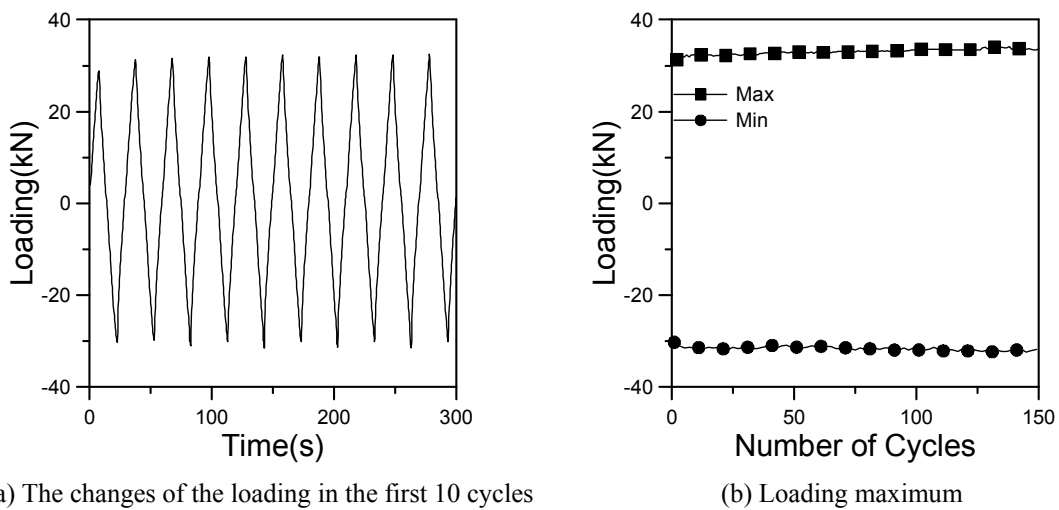 40
20
0
-20
-40
Loading(kN)
0
100
200
300
Time(s)
a) The changes of the loading in the first 10 cycles
40
20
0
-20
-40
Loading(kN)
Max
Min
0
50
100
150
Number of Cycles
(b) Loading maximum